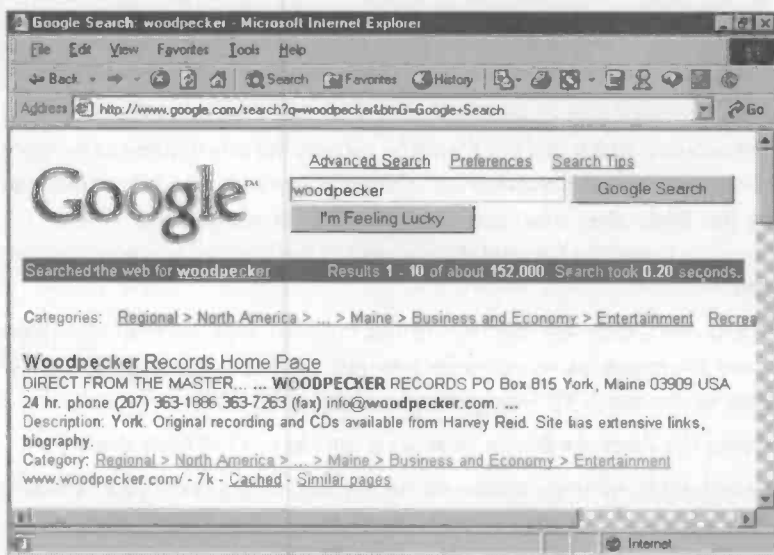 Google Search: woodpecker - Microsoft Internet Explorer
File Edit View Favorites Tools Help
Back Search Favorites History
Address http://www.google.com/search?q=woodpecker&btnG=Google+Search Go
Advanced Search Preferences Search Tips
Google™ woodpecker Google Search
I'm Feeling Lucky
Searched the web for woodpecker Results 1 - 10 of about 152,000. Search took 0.20 seconds.
Categories: Regional > North America > ... > Maine > Business and Economy > Entertainment Recrea
Woodpecker Records Home Page
DIRECT FROM THE MASTER... ... WOODPECKER RECORDS PO Box 815 York, Maine 03909 USA
24 hr. phone (207) 363-1886 363-7263 (fax) info@woodpecker.com. ...
Description: York. Original recording and CDs available from Harvey Reid. Site has extensive links,
biography.
Category: Regional > North America > ... > Maine > Business and Economy > Entertainment
www.woodpecker.com/ - 7k - Cached - Similar pages
Internet